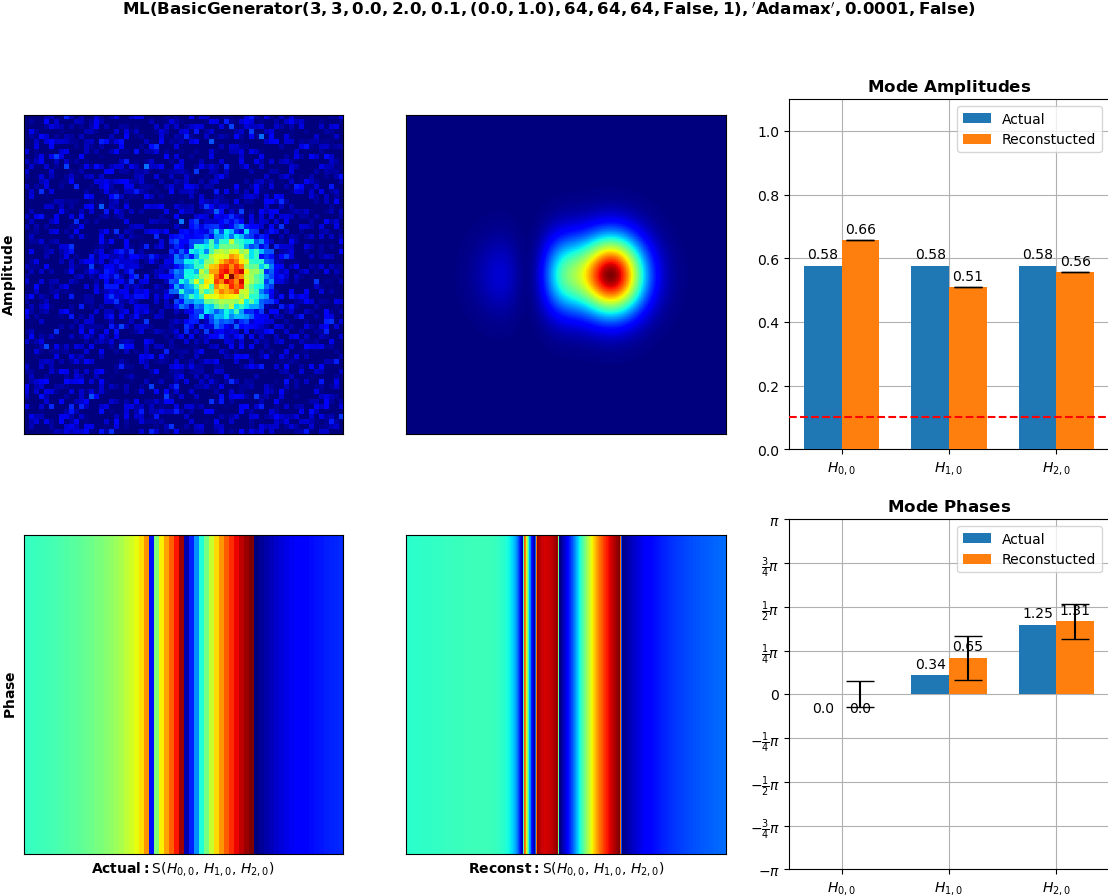 ML(BasicGenerator(3, 3, 0.0, 2.0, 0.1, (0.0, 1.0), 64, 64, 64, False, 1), ′Adamax′, 0.0001, False)
Amplitude
Mode Amplitudes
Actual
Reconstucted
1.0
0.8
0.6
0.4
0.2
0.0
0.58
0.66
0.58
0.51
0.58
0.56
H0,0
H1,0
H2,0
Phase
Actual: S(H0,0, H1,0, H2,0)
Reconst: S(H0,0, H1,0, H2,0)
Mode Phases
Actual
Reconstucted
π
3/4π
1/2π
1/4π
0
−1/4π
−1/2π
−3/4π
−π
0.0
0.0
0.34
0.65
1.25
1.31
H0,0
H1,0
H2,0